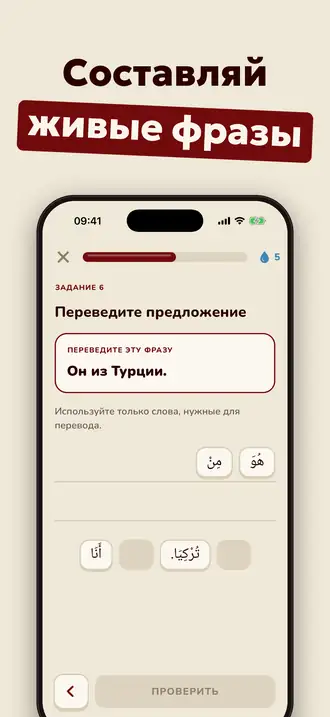 Составляй
живые фразы
09:41
5
ЗАДАНИЕ 6
Переведите предложение
ПЕРЕВЕДИТЕ ЭТУ ФРАЗУ
Он из Турции.
Используйте только слова, нужные для
перевода.
هُوَ مِنْ
تُرْكِيَا. أَنَا
ПРОВЕРИТЬ